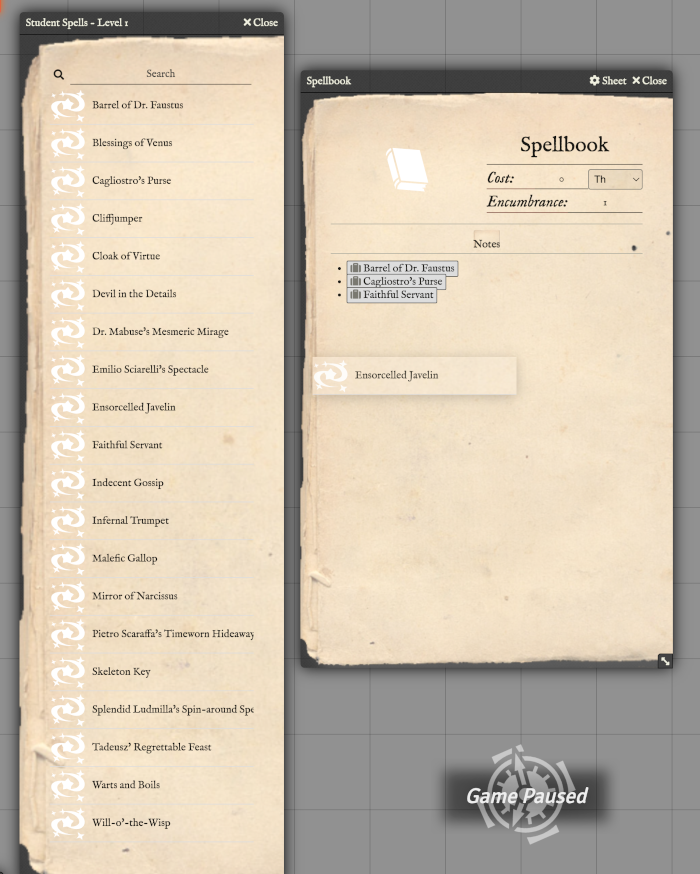 Student Spells - Level 1
Close
Search
Barrel of Dr. Faustus
Blessings of Venus
Cagliostro's Purse
Cliffjumper
Cloak of Virtue
Devil in the Details
Dr. Mabuse's Mesmeric Mirage
Emilio Sciarelli's Spectacle
Ensorcelled Javelin
Faithful Servant
Indecent Gossip
Infernal Trumpet
Malefic Gallop
Mirror of Narcissus
Pietro Scaraffa's Timeworn Hideaway
Skeleton Key
Splendid Ludmilla's Spin-around Spe
Tadeusz' Regrettable Feast
Warts and Boils
Will-o'-the-Wisp
Spellbook
Sheet
Close
Spellbook
Cost: 0 Th
Encumbrance: 1
Notes
Barrel of Dr. Faustus
Cagliostro's Purse
Faithful Servant
Ensorcelled Javelin
Game Paused